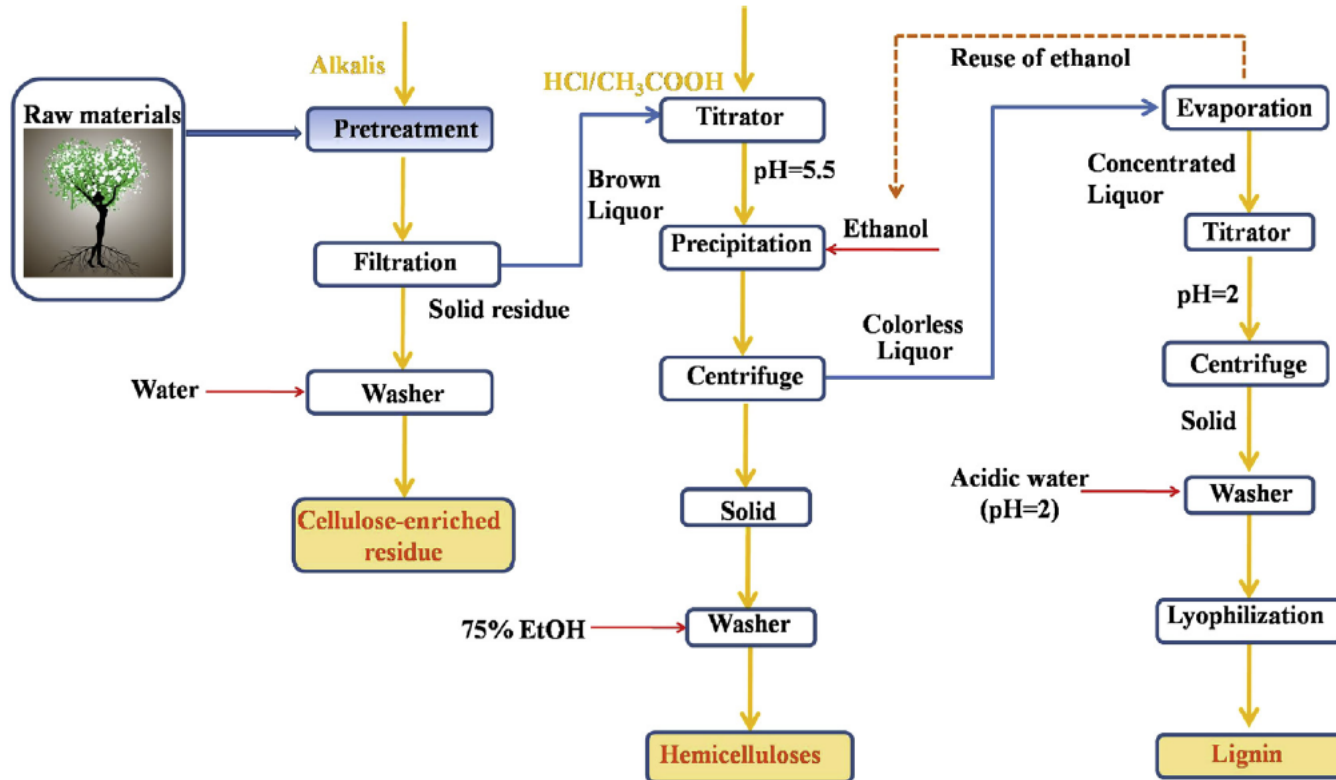 Alkalis
Raw materials
Pretreatment
Filtration
Solid residue
Water
Washer
Cellulose-enriched
residue
HCl/CH₃COOH
Titrator
Brown
Liquor
pH=5.5
Precipitation
Ethanol
Centrifuge
Colorless
Liquor
Solid
75% EtOH
Washer
Hemicelluloses
Reuse of ethanol
Evaporation
Concentrated
Liquor
Titrator
pH=2
Centrifuge
Solid
Acidic water
(pH=2)
Washer
Lyophilization
Lignin